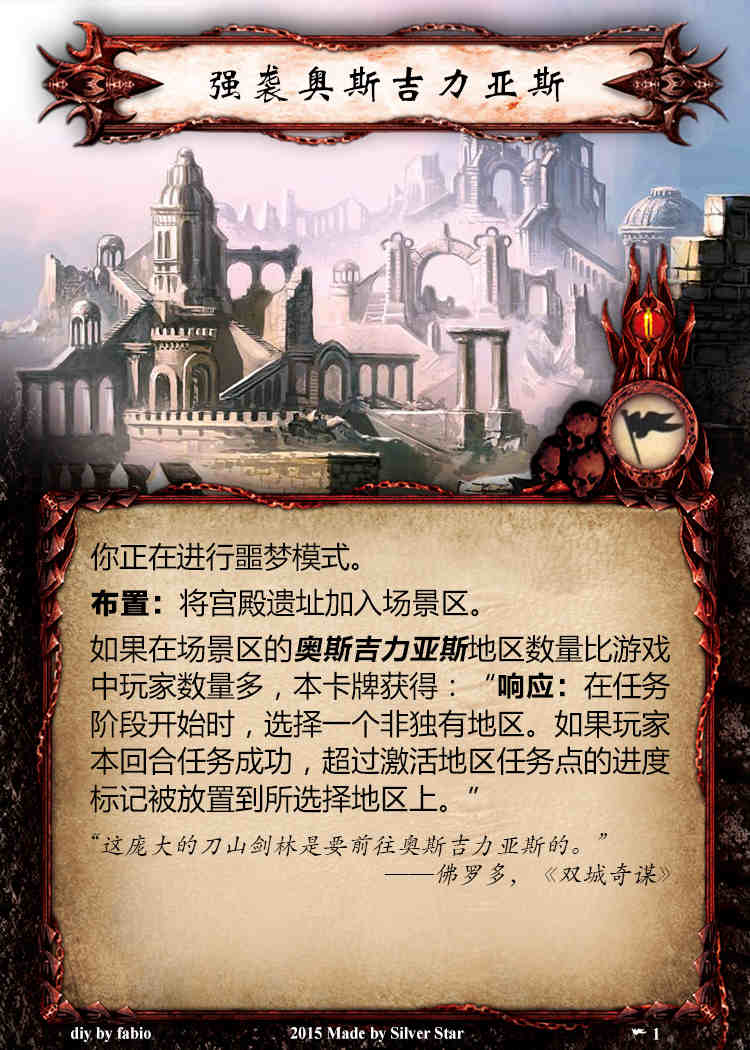 强袭奥斯吉力亚斯
你正在进行噩梦模式。
布置：将宫殿遗址加入场景区。
如果在场景区的奥斯吉力亚斯地区数量比游戏
中玩家数量多，本卡牌获得：“响应：在任务
阶段开始时，选择一个非独有地区。如果玩家
本回合任务成功，超过激活地区任务点的进度
标记被放置到所选择地区上。”
“这庞大的刀山剑林是要前往奥斯吉力亚斯的。”
——佛罗多，《双城奇谋》
diy by fabio 2015 Made by Silver Star 1